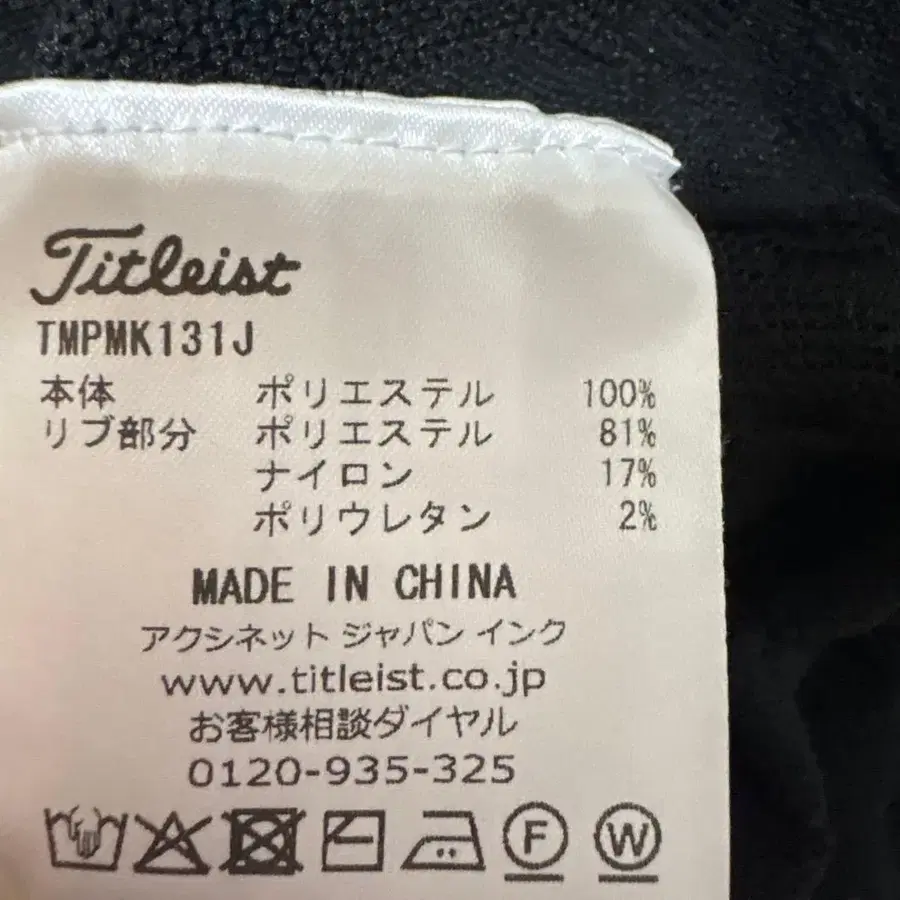 Titleist
TMPMK131J
本体 ポリエステル 100%
リブ部分 ポリエステル 81%
ナイロン 17%
ポリウレタン 2%
MADE IN CHINA
アクシネット ジャパン インク
www.titleist.co.jp
お客様相談ダイヤル
0120-935-325
F W